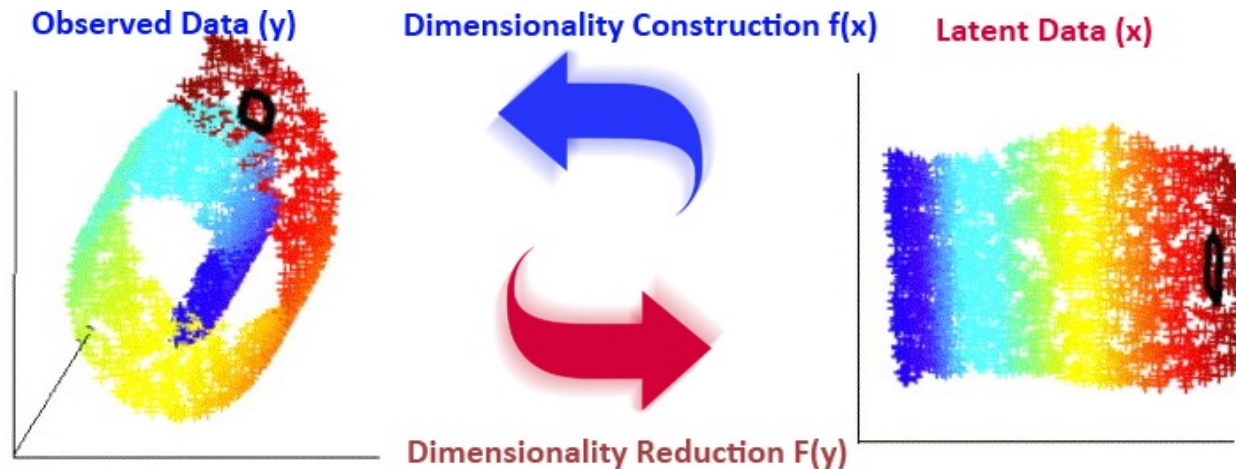 Observed Data (y)
Dimensionality Construction f(x)
Latent Data (x)
Dimensionality Reduction F(y)